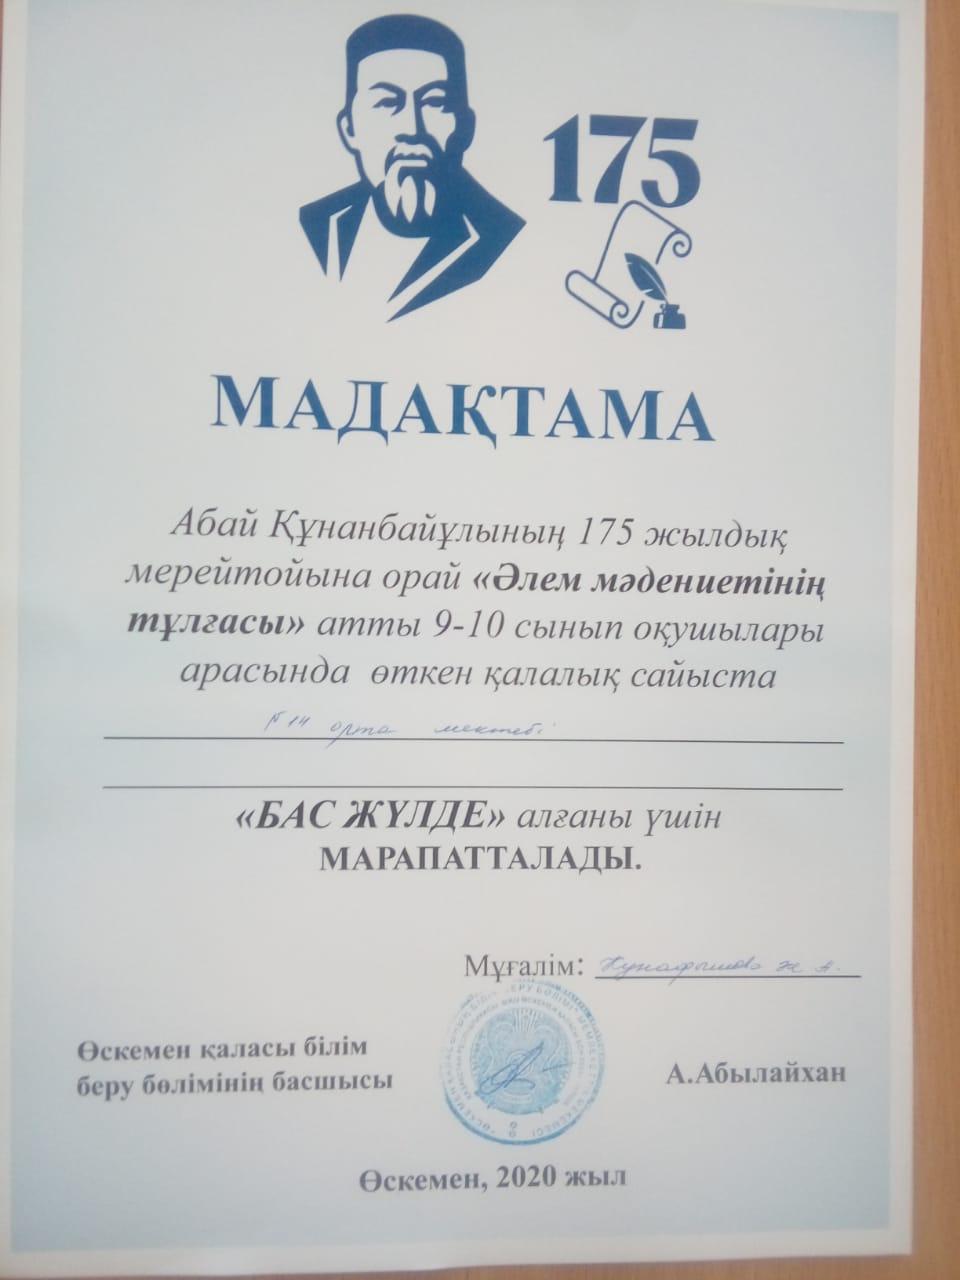 175
МАДАҚТАМА
Абай Құнанбайұлының 175 жылдық
мерейтойына орай «Әлем мәдениетінің
тұлғасы» атты 9-10 сынып оқушылары
арасында өткен қалалық сайыста
№14 орта мектебі
«БАС ЖҮЛДЕ» алғаны үшін
МАРАПАТТАЛАДЫ.
Мұғалім:
Өскемен қаласы білім
беру бөлімінің басшысы
А.Абылайхан
Өскемен, 2020 жыл